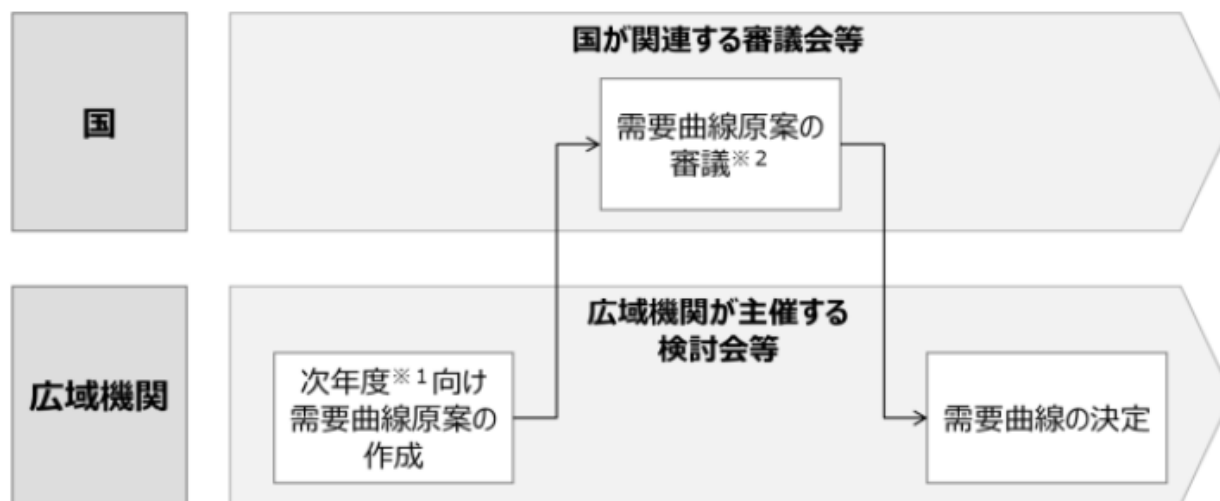 国
国が関連する審議会等
需要曲線原案の
審議※2
広域機関
広域機関が主催する
検討会等
次年度※1向け
需要曲線原案の
作成
需要曲線の決定